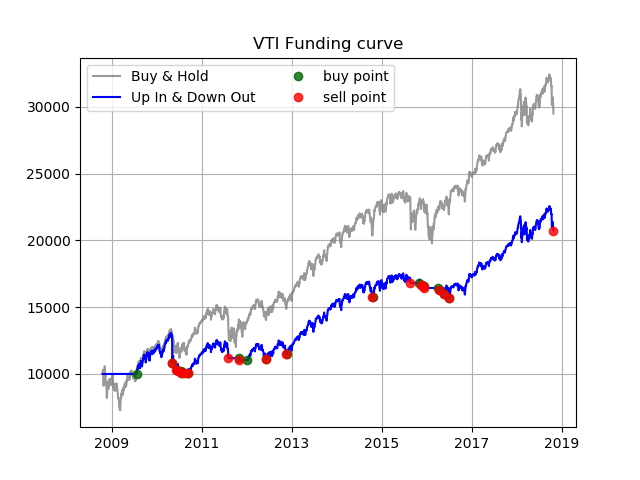 VTI Funding curve
Buy & Hold
Up In & Down Out
buy point
sell point
30000
25000
20000
15000
10000
2009 2011 2013 2015 2017 2019